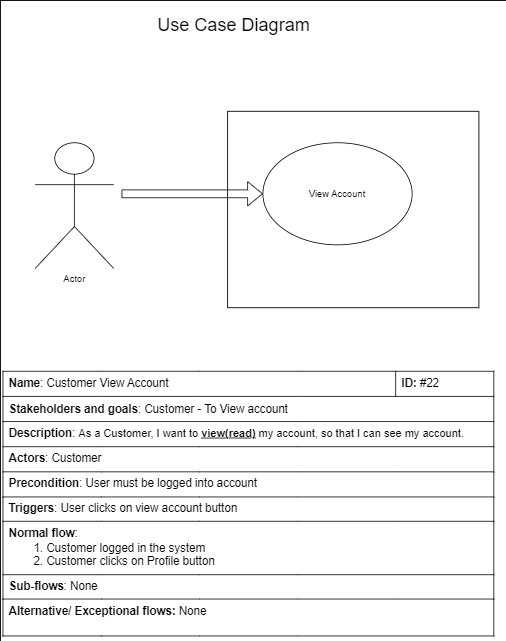 Use Case Diagram
View Account
Actor
Name: Customer View Account
ID: #22
Stakeholders and goals: Customer - To View account
Description: As a Customer, I want to view(read) my account, so that I can see my account.
Actors: Customer
Precondition: User must be logged into account
Triggers: User clicks on view account button
Normal flow:
1. Customer logged in the system
2. Customer clicks on Profile button
Sub-flows: None
Alternative/ Exceptional flows: None